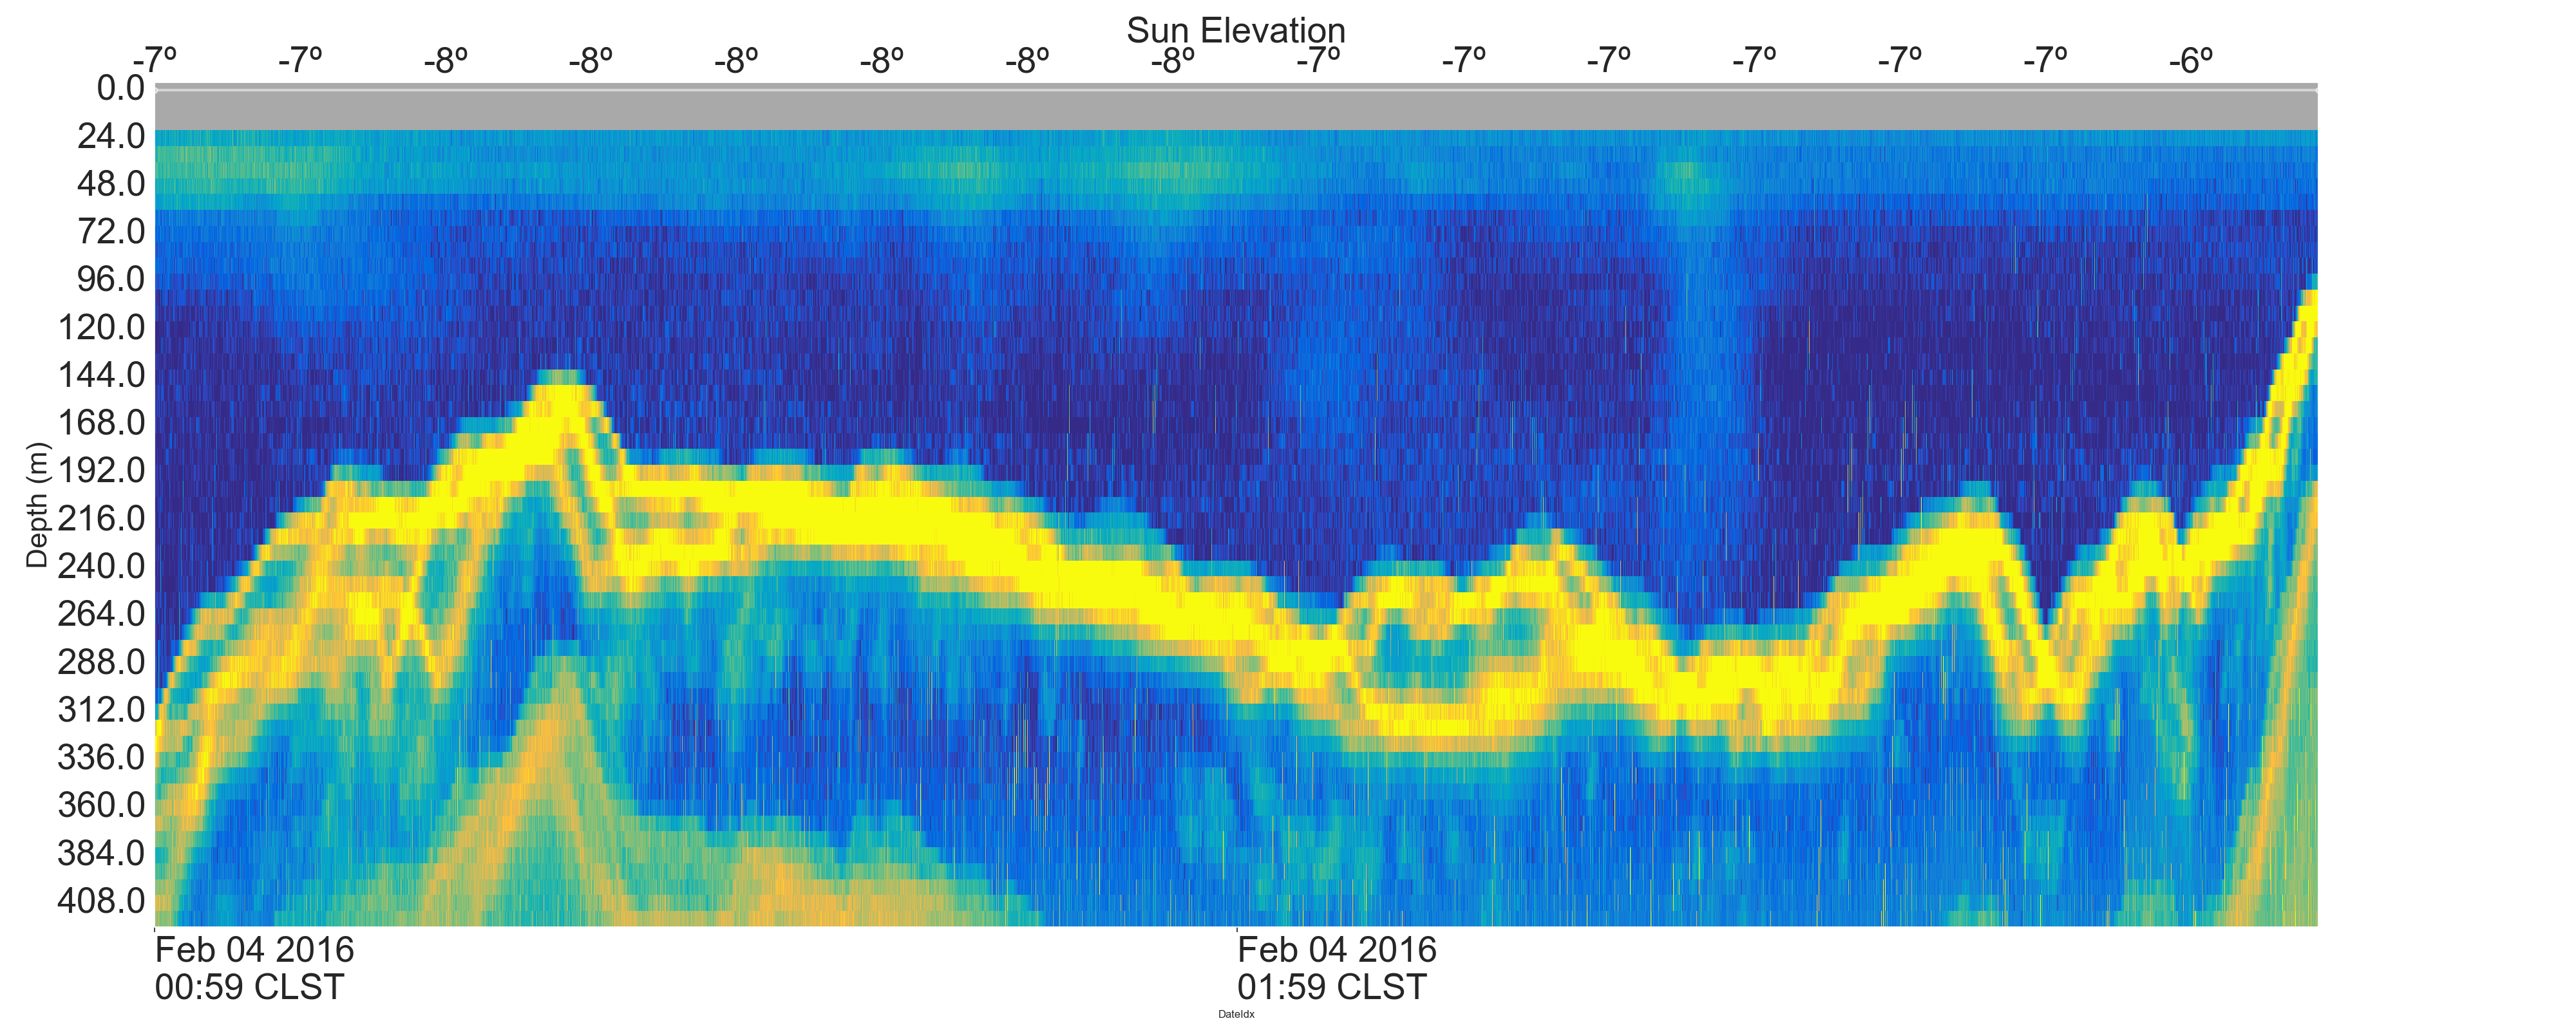 Sun Elevation
-7º -7º -8º -8º -8º -8º -8º -8º -7º -7º -7º -7º -7º -7º -6º
0.0
24.0
48.0
72.0
96.0
120.0
144.0
168.0
192.0
216.0
240.0
264.0
288.0
312.0
336.0
360.0
384.0
408.0
Depth (m)
Feb 04 2016
00:59 CLST
Feb 04 2016
01:59 CLST
DateIdx